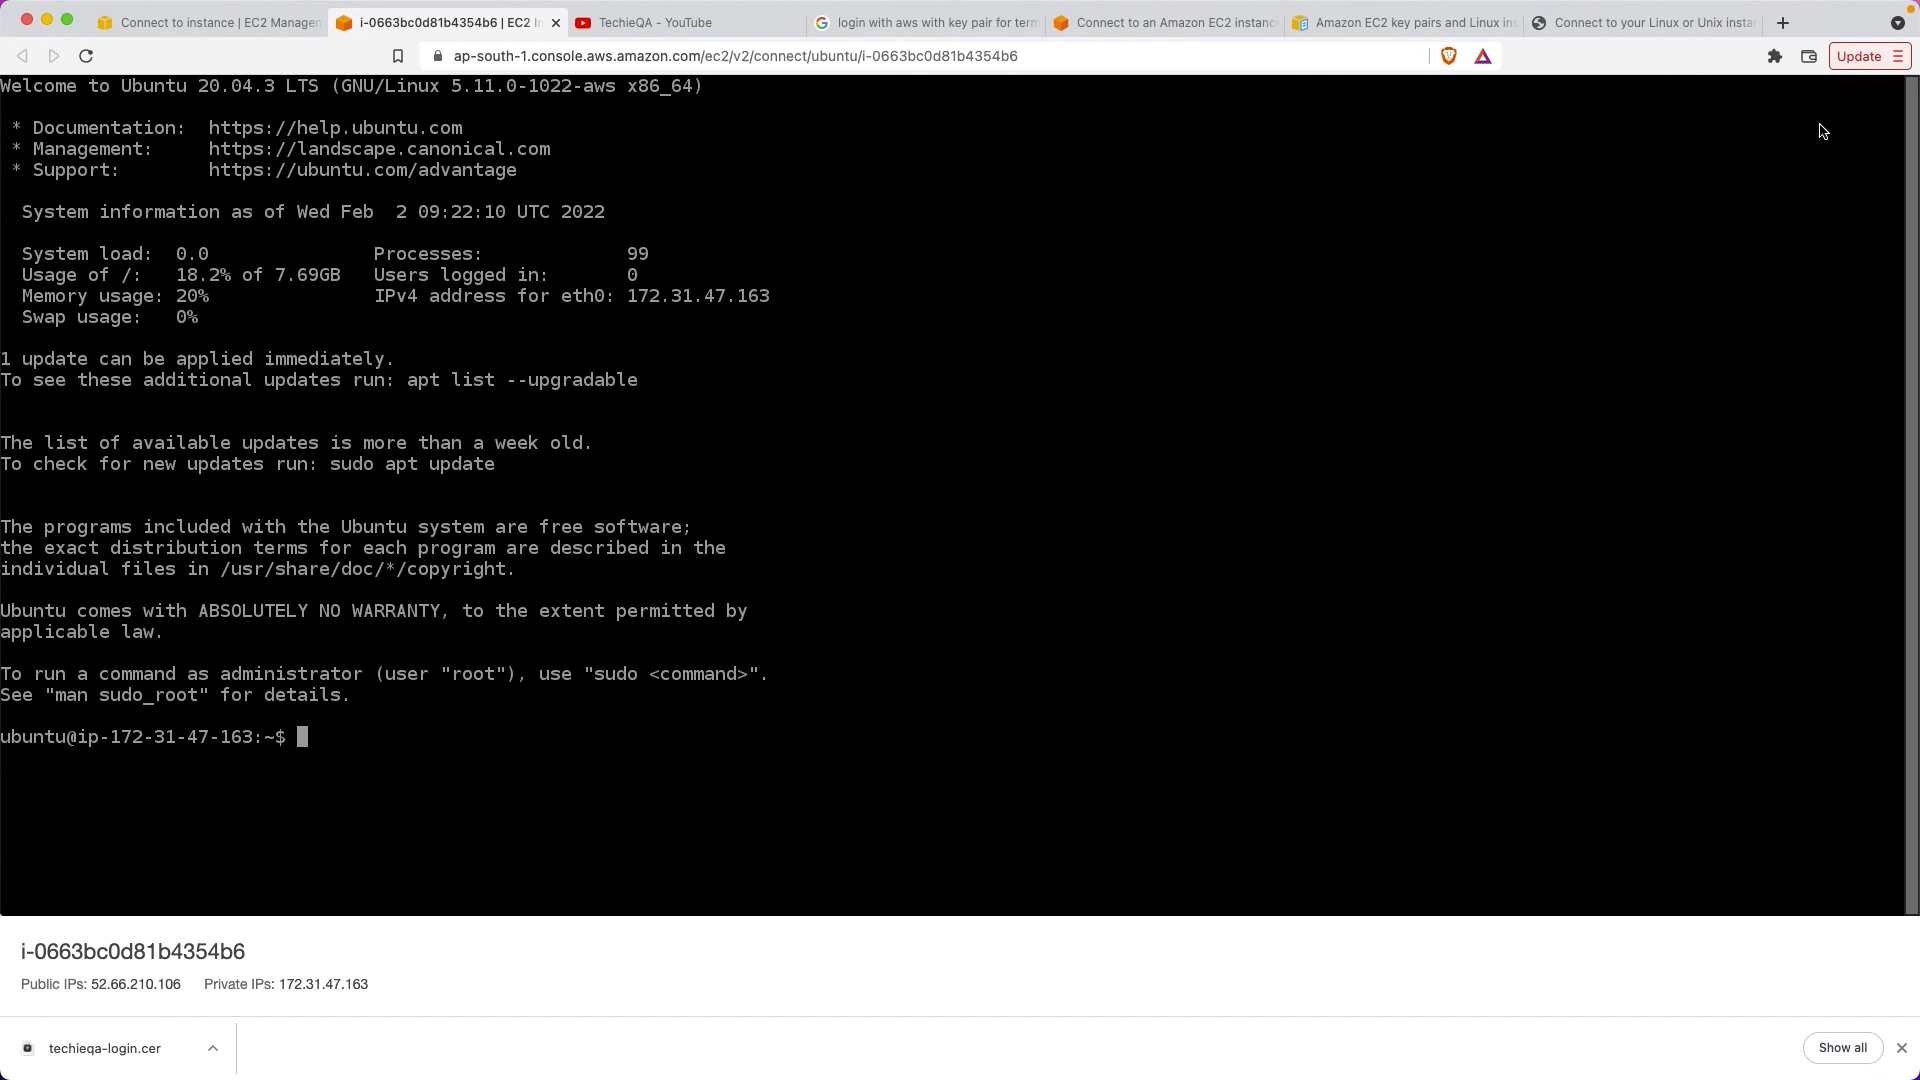 Connect to instance | EC2 Managem
i-0663bc0d81b4354b6 | EC2 In
TechieQA - YouTube
login with aws with key pair for term
Connect to an Amazon EC2 instanc
Amazon EC2 key pairs and Linux ins
Connect to your Linux or Unix instan
ap-south-1.console.aws.amazon.com/ec2/v2/connect/ubuntu/i-0663bc0d81b4354b6
Update
Welcome to Ubuntu 20.04.3 LTS (GNU/Linux 5.11.0-1022-aws x86_64)
* Documentation:  https://help.ubuntu.com
* Management:     https://landscape.canonical.com
* Support:        https://ubuntu.com/advantage
System information as of Wed Feb  2 09:22:10 UTC 2022
System load:  0.0               Processes:             99
Usage of /:   18.2% of 7.69GB   Users logged in:       0
Memory usage: 20%               IPv4 address for eth0: 172.31.47.163
Swap usage:   0%
1 update can be applied immediately.
To see these additional updates run: apt list --upgradable
The list of available updates is more than a week old.
To check for new updates run: sudo apt update
The programs included with the Ubuntu system are free software;
the exact distribution terms for each program are described in the
individual files in /usr/share/doc/*/copyright.
Ubuntu comes with ABSOLUTELY NO WARRANTY, to the extent permitted by
applicable law.
To run a command as administrator (user "root"), use "sudo <command>".
See "man sudo_root" for details.
ubuntu@ip-172-31-47-163:~$
i-0663bc0d81b4354b6
Public IPs: 52.66.210.106 Private IPs: 172.31.47.163
techieqa-login.cer
Show all